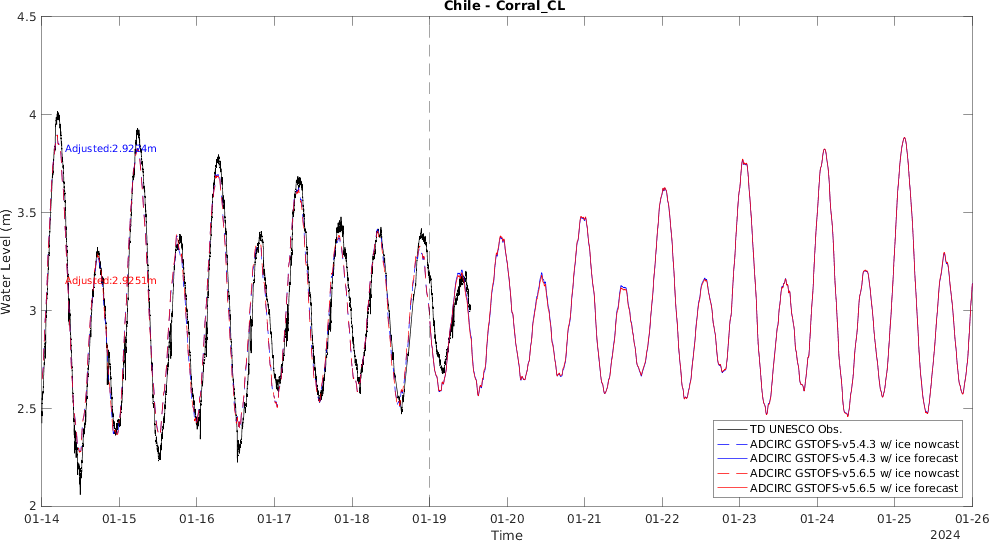 Chile - Corral_CL
4.5
4
3.5
3
2.5
2
Water Level (m)
Adjusted:2.9251m
01-14
01-15
01-16
01-17
01-18
01-19
01-20
01-21
01-22
01-23
01-24
01-25
01-26
Time
2024
TD UNESCO Obs.
ADCIRC GSTOFS-v5.4.3 w/ ice nowcast
ADCIRC GSTOFS-v5.4.3 w/ ice forecast
ADCIRC GSTOFS-v5.6.5 w/ ice nowcast
ADCIRC GSTOFS-v5.6.5 w/ ice forecast